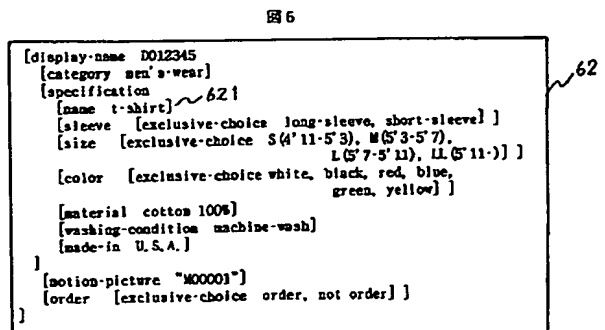 図6
[display-name D012345
[category men's-wear]
[specification
[name t-shirt] 621
[sleeve [exclusive-choice long-sleeve, short-sleeve] ]
[size [exclusive-choice S(4'11-5'3), M(5'3-5'7),
L(5'7-5'11), LL(5'11-)] ]
[color [exclusive-choice white, black, red, blue,
green, yellow] ]
[material cotton 100%]
[washing-condition machine-wash]
[made-in U.S.A.]
]
[motion-picture "M00001"]
[order [exclusive-choice order, not order] ]
]
62